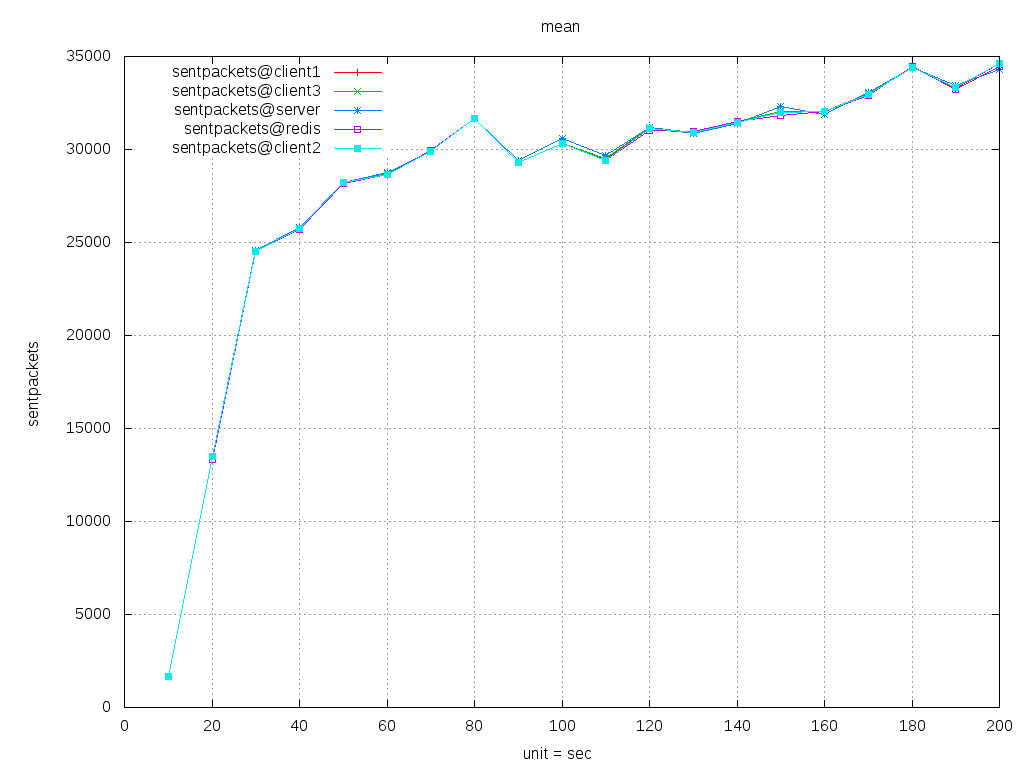 mean
35000
30000
25000
20000
15000
10000
5000
0
sentpackets@client1
sentpackets@client3
sentpackets@server
sentpackets@redis
sentpackets@client2
sentpackets
0 20 40 60 80 100 120 140 160 180 200
unit = sec